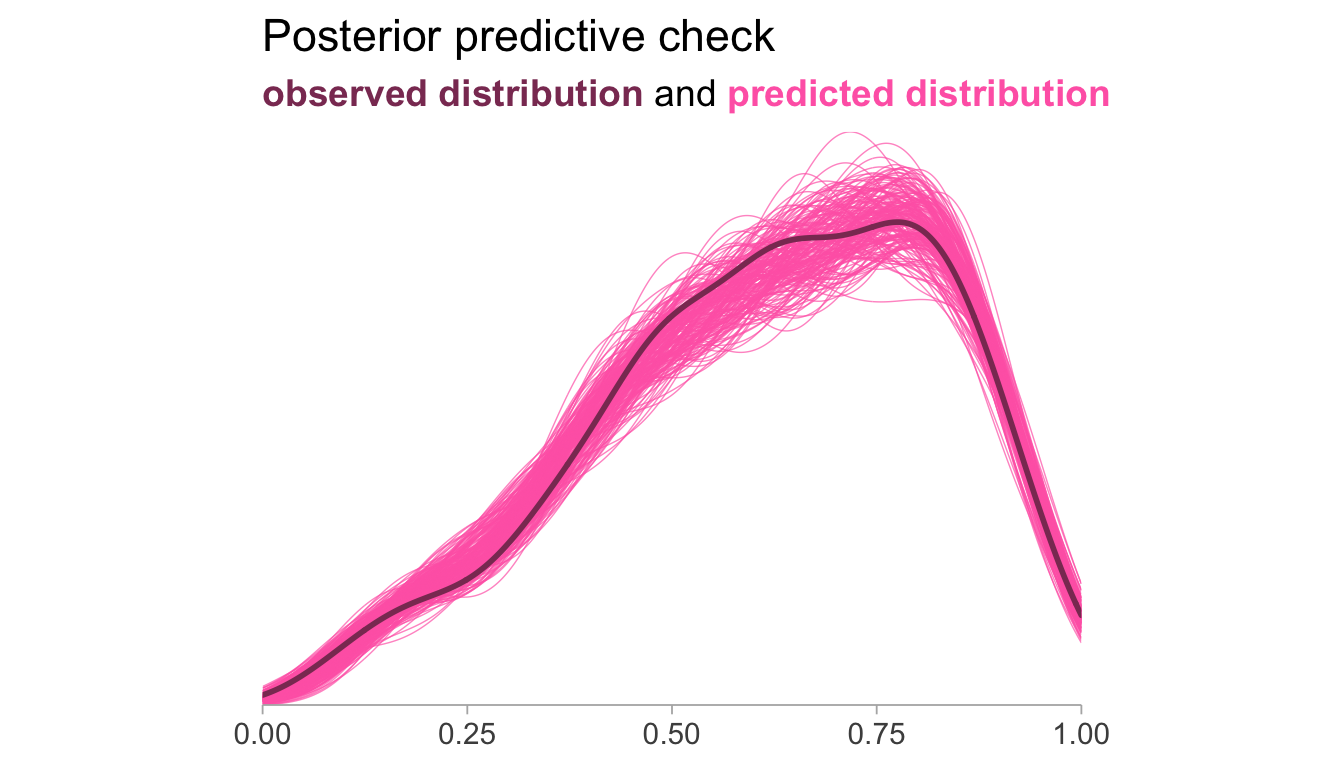 Posterior predictive check
observed distribution and predicted distribution
0.00 0.25 0.50 0.75 1.00